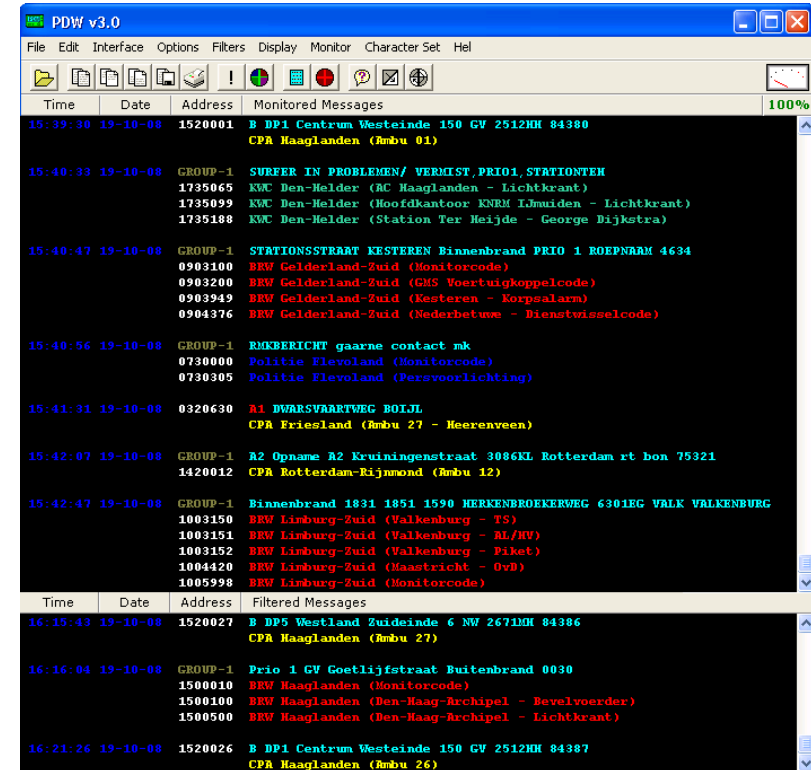 PDW v3.0
File Edit Interface Options Filters Display Monitor Character Set Hel
Time Date Address Monitored Messages 100%
15:39:30 19-10-08 1520001 B DP1 Centrum Westeinde 150 GV 2512HH 84380
CPA Haaglanden (Ambu 01)
15:40:33 19-10-08 GROUP-1 SURFER IN PROBLEMEN/ VERMIST,PRIO1,STATIONTEH
1735065 KWC Den-Helder (AC Haaglanden - Lichtkrant)
1735099 KWC Den-Helder (Hoofdkantoor KNRM IJmuiden - Lichtkrant)
1735188 KWC Den-Helder (Station Ter Heijde - George Dijkstra)
15:40:47 19-10-08 GROUP-1 STATIONSSTRAAT KESTEREN Binnenbrand PRIO 1 ROEPNAAM 4634
0903100 BRW Gelderland-Zuid (Monitorcode)
0903200 BRW Gelderland-Zuid (GMS Voertuigkoppelcode)
0903949 BRW Gelderland-Zuid (Kesteren - Korpsalarm)
0904376 BRW Gelderland-Zuid (Nederbetuwe - Dienstwisselcode)
15:40:56 19-10-08 GROUP-1 RMKBERICHT gaarne contact mk
0730000 Politie Flevoland (Monitorcode)
0730305 Politie Flevoland (Persvoorlichting)
15:41:31 19-10-08 0320630 A1 DWARSVAARTWEG BOIJL
CPA Friesland (Ambu 27 - Heerenveen)
15:42:07 19-10-08 GROUP-1 A2 Opname A2 Kruiningenstraat 3086KL Rotterdam rt bon 75321
1420012 CPA Rotterdam-Rijnmond (Ambu 12)
15:42:47 19-10-08 GROUP-1 Binnenbrand 1831 1851 1590 HERKENBROEKERWEG 6301EG VALK VALKENBURG
1003150 BRW Limburg-Zuid (Valkenburg - TS)
1003151 BRW Limburg-Zuid (Valkenburg - AL/HV)
1003152 BRW Limburg-Zuid (Valkenburg - Piket)
1004420 BRW Limburg-Zuid (Maastricht - OvD)
1005998 BRW Limburg-Zuid (Monitorcode)
Time Date Address Filtered Messages
16:15:43 19-10-08 1520027 B DP5 Westland Zuideinde 6 NW 2671MH 84386
CPA Haaglanden (Ambu 27)
16:16:04 19-10-08 GROUP-1 Prio 1 GV Goetlijfstraat Buitenbrand 0030
1500010 BRW Haaglanden (Monitorcode)
1500100 BRW Haaglanden (Den-Haag-Archipel - Bevelvoerder)
1500500 BRW Haaglanden (Den-Haag-Archipel - Lichtkrant)
16:21:26 19-10-08 1520026 B DP1 Centrum Westeinde 150 GV 2512HH 84387
CPA Haaglanden (Ambu 26)